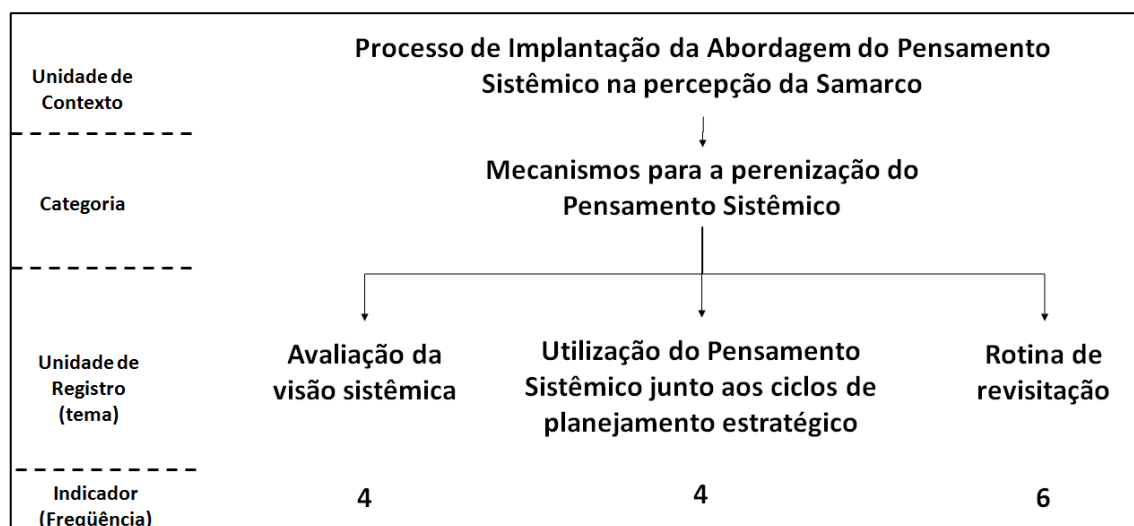 Unidade de
Contexto
Processo de Implantação da Abordagem do Pensamento
Sistêmico na percepção da Samarco
Categoria
Mecanismos para a perenização do
Pensamento Sistêmico
Unidade de
Registro
(tema)
Avaliação da
visão sistêmica
Utilização do Pensamento
Sistêmico junto aos ciclos de
planejamento estratégico
Rotina de
revisitação
Indicador
(Freqüência)
4
4
6